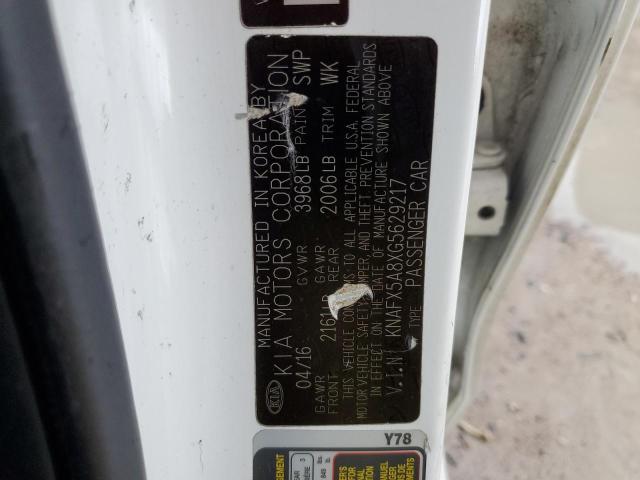 KIA
MANUFACTURED IN KOREA BY
KIA MOTORS CORPORATION
04/16 GVWR 3968LB PAINT SWP
GAWR FRONT 2161LB GAWR REAR 2006LB TRIM WK
THIS VEHICLE CONFORMS TO ALL APPLICABLE U.S.A. FEDERAL
MOTOR VEHICLE SAFETY, BUMPER, AND THEFT PREVENTION STANDARDS
IN EFFECT ON THE DATE OF MANUFACTURE SHOWN ABOVE
V.I.N : KNAFX5A8XG5629217
TYPE : PASSENGER CAR
Y78